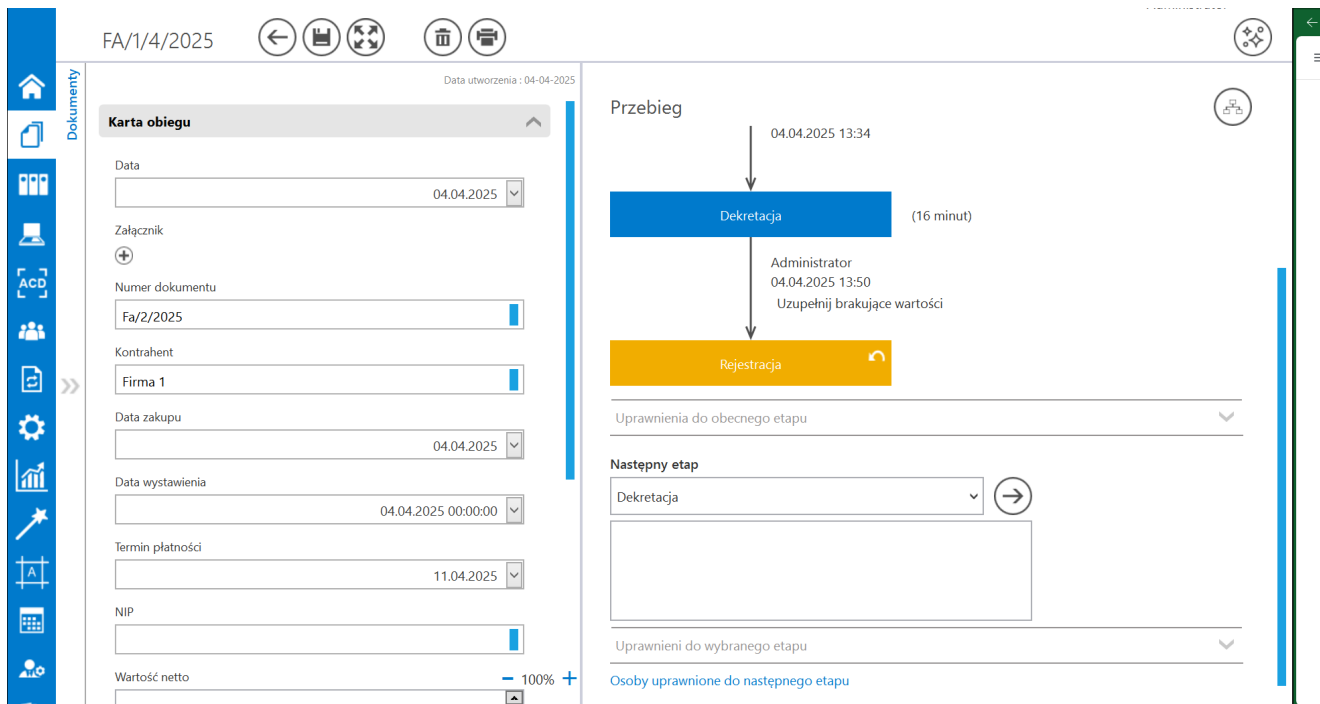 FA/1/4/2025
Dokumenty
ACD
A
Data utworzenia : 04-04-2025
Karta obiegu
Data
04.04.2025
Załącznik
Numer dokumentu
Fa/2/2025
Kontrahent
Firma 1
Data zakupu
04.04.2025
Data wystawienia
04.04.2025 00:00:00
Termin płatności
11.04.2025
NIP
Wartość netto
100%
Przebieg
04.04.2025 13:34
Dekretacja
(16 minut)
Administrator
04.04.2025 13:50
Uzupełnij brakujące wartości
Rejestracja
Uprawnienia do obecnego etapu
Następny etap
Dekretacja
Uprawnieni do wybranego etapu
Osoby uprawnione do następnego etapu